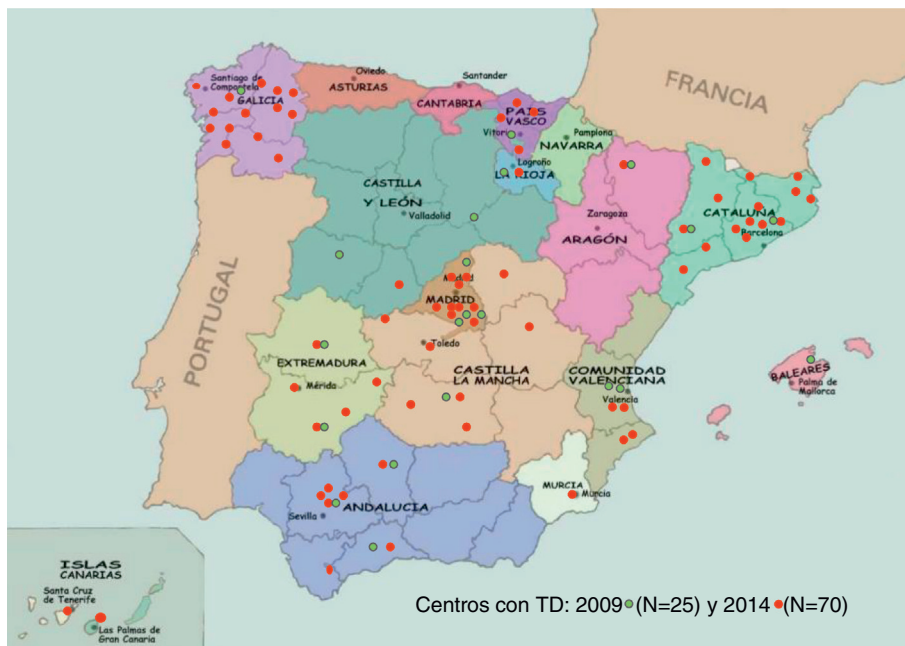 FRANCIA
Oviedo
ASTURIAS
Santander
CANTABRIA
Santiago de
Compostela
GALICIA
PAIS
VASCO
Vitori
Pamplona
NAVARRA
Logroño
LA RIOJA
CASTILLA
Y LEÓN
Valladolid
Zaragoza
ARAGÓN
CATALUÑA
Barcelona
PORTUGAL
Madrid
MADRID
Toledo
EXTREMADURA
Mérida
CASTILLA
LA MANCHA
COMUNIDAD
VALENCIANA
Valencia
BALEARES
Palma de
Mallorca
MURCIA
Murcia
Sevilla
ANDALUCIA
ISLAS
CANARIAS
Santa Cruz
de Tenerife
Las Palmas de
Gran Canaria
Centros con TD: 2009 (N=25) y 2014 (N=70)